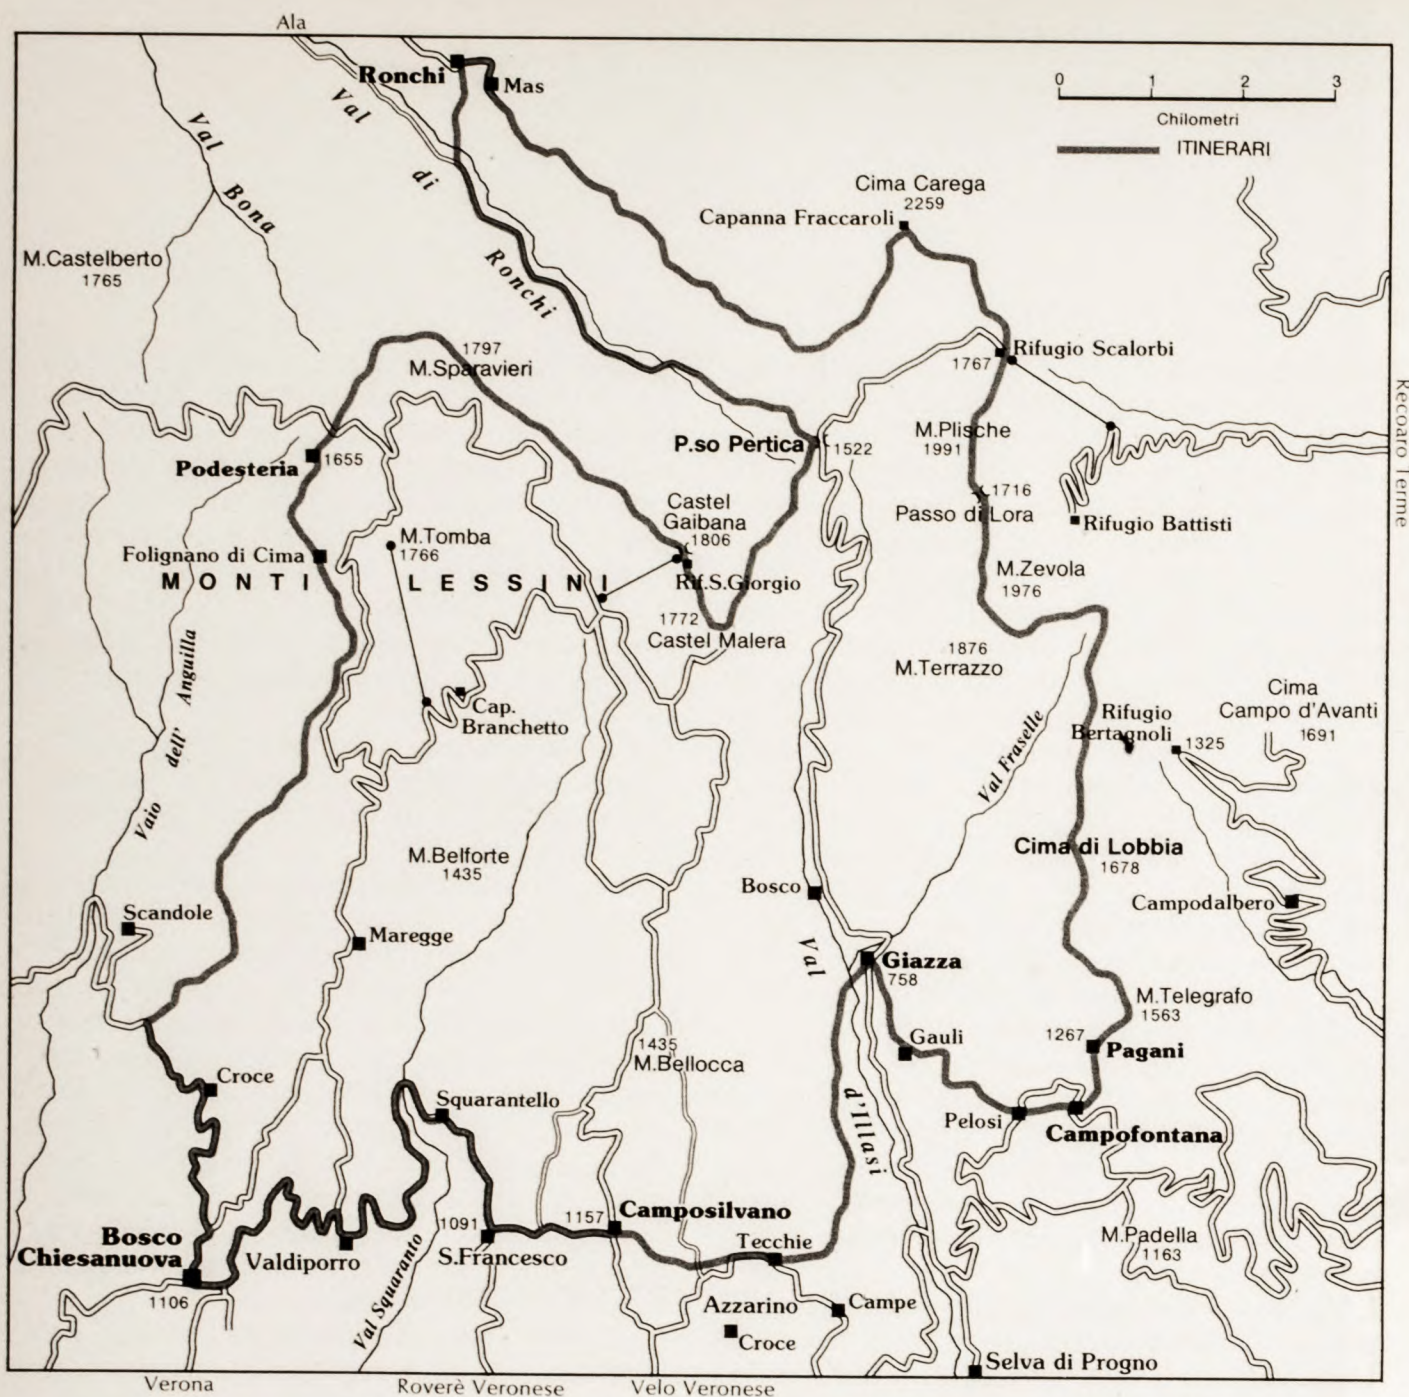 Ala
Ronchi
Mas
0 1 2 3
Chilometri
ITINERARI
Val di Ronchi
Val Bona
Cima Carega
2259
Capanna Fraccaroli
M.Castelberto
1765
1797
M.Sparavieri
1767
Rifugio Scalorbi
Recoaro Terme
P.so Pertica
1522
M.Plische
1991
Podesteria
1655
1716
Passo di Lora
Castel
Gaibana
1806
Rifugio Battisti
M.Tomba
1766
Folignano di Cima
MONTI LESSINI
Rif.S.Giorgio
M.Zevola
1976
1772
Castel Malera
1876
M.Terrazzo
Vaio dell' Anguilla
Cap.
Branchetto
Val Fraselle
Rifugio
Bertagnoli
1325
Cima
Campo d'Avanti
1691
M.Belforte
1435
Cima di Lobbia
1678
Bosco
Campodalbero
Scandole
Maregge
Val d'Illasi
Giazza
758
M.Telegrafo
1563
1267
Pagani
Gauli
1435
M.Bellocca
Croce
Squarantello
Pelosi
Campofontana
Bosco
Chiesanuova
1106
Valdiporro
Val Squaranto
1091
S.Francesco
1157
Camposilvano
Tecchie
M.Padella
1163
Azzarino
Croce
Campe
Selva di Progno
Verona
Roverè Veronese
Velo Veronese